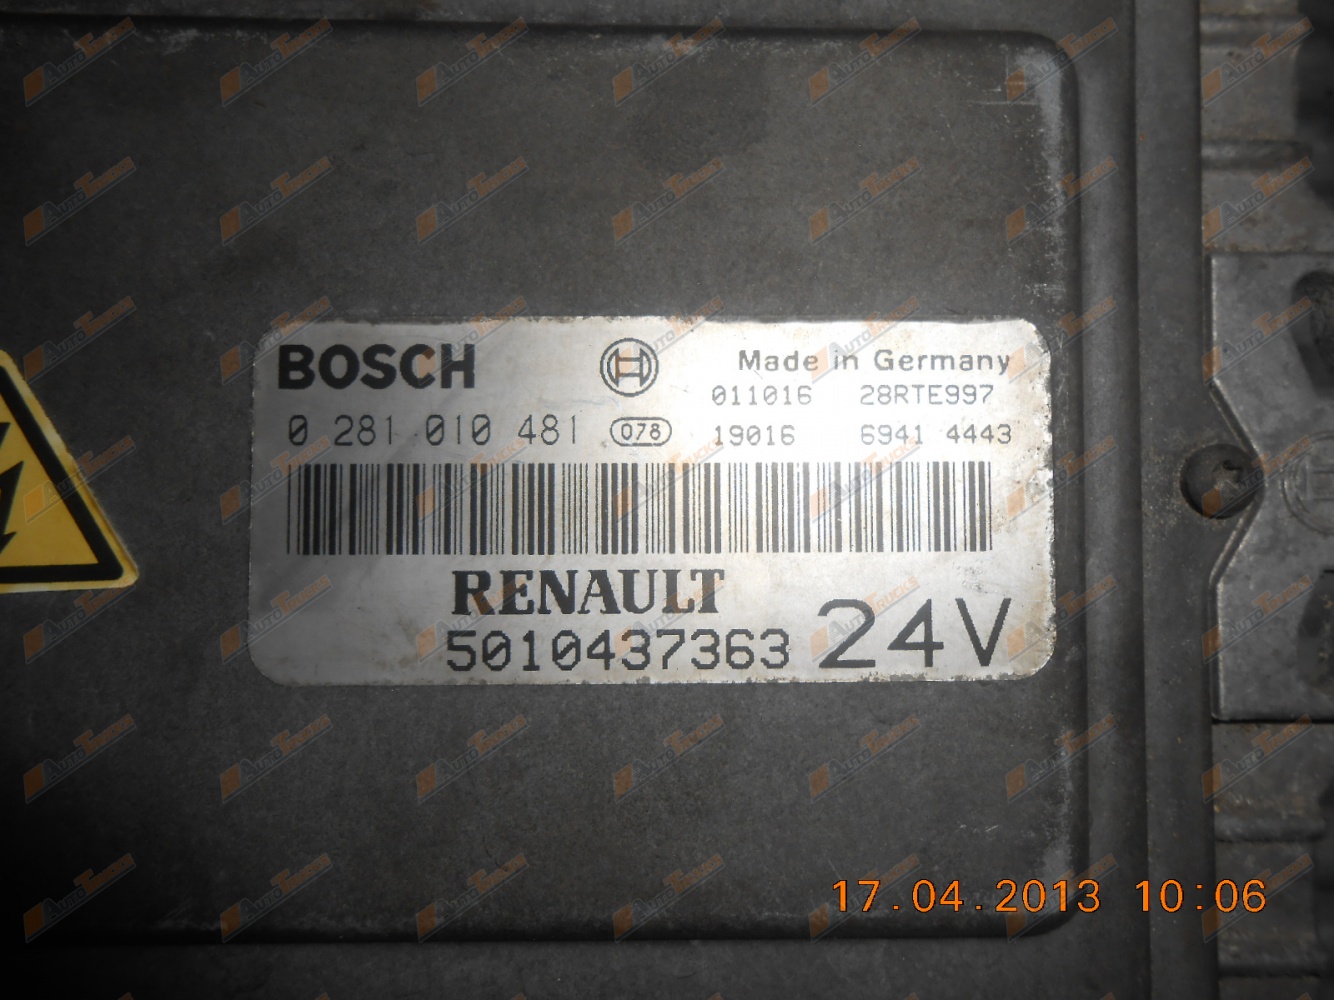 BOSCH
Made in Germany
011016 28RTE997
0 281 010 481 078 19016 6941 4443
RENAULT
5010437363 24V
17.04.2013 10:06
AUTOTRUCKS